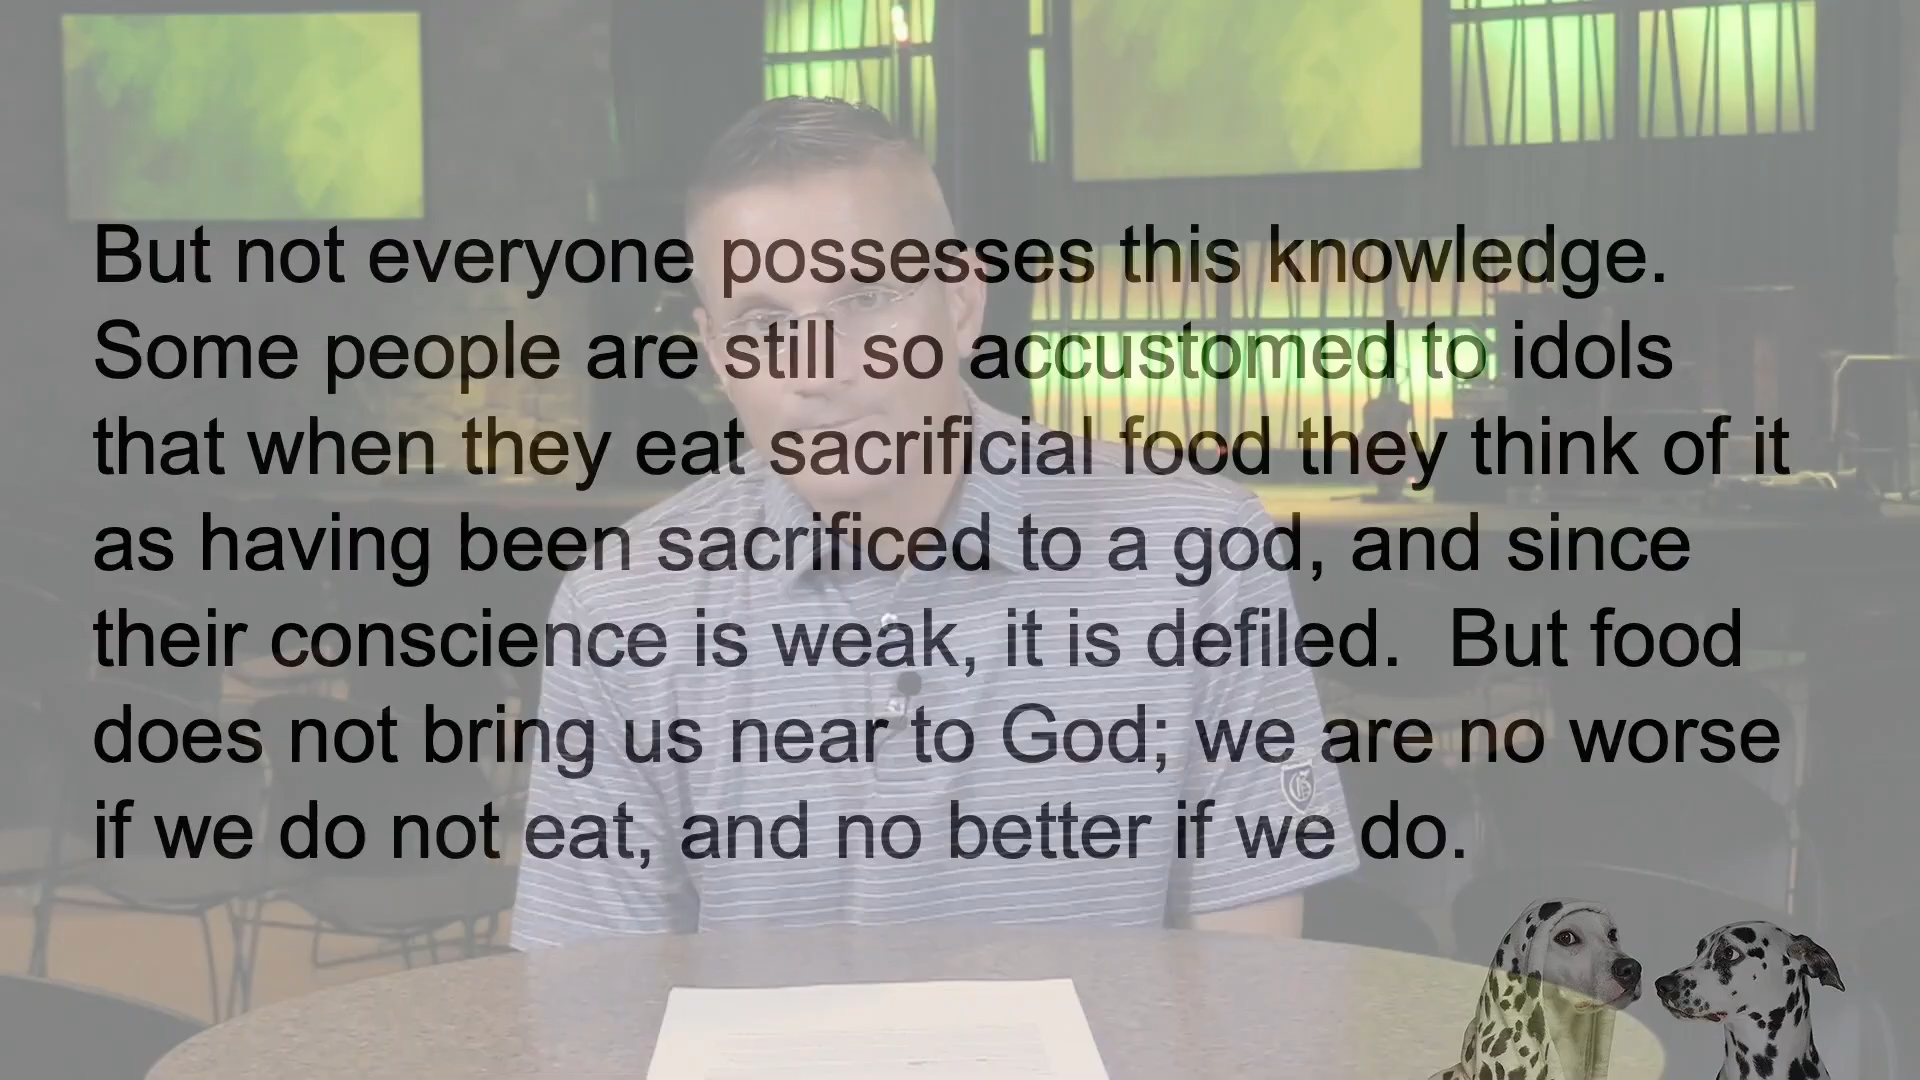 But not everyone possesses this knowledge.
Some people are still so accustomed to idols
that when they eat sacrificial food they think of it
as having been sacrificed to a god, and since
their conscience is weak, it is defiled.  But food
does not bring us near to God; we are no worse
if we do not eat, and no better if we do.